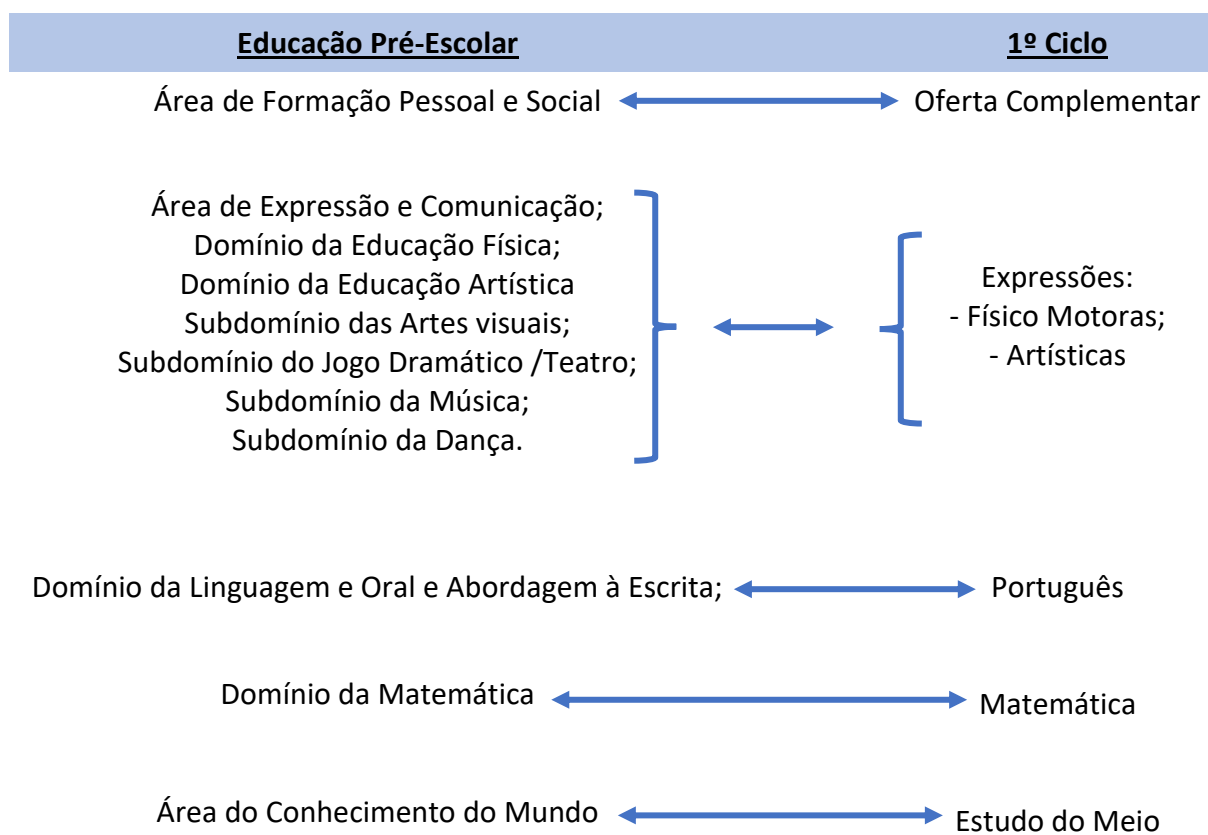 Educação Pré-Escolar 1º Ciclo
Área de Formação Pessoal e Social Oferta Complementar
Área de Expressão e Comunicação;
Domínio da Educação Física;
Domínio da Educação Artística
Subdomínio das Artes visuais;
Subdomínio do Jogo Dramático /Teatro;
Subdomínio da Música;
Subdomínio da Dança.
Expressões:
- Físico Motoras;
- Artísticas
Domínio da Linguagem e Oral e Abordagem à Escrita; Português
Domínio da Matemática Matemática
Área do Conhecimento do Mundo Estudo do Meio